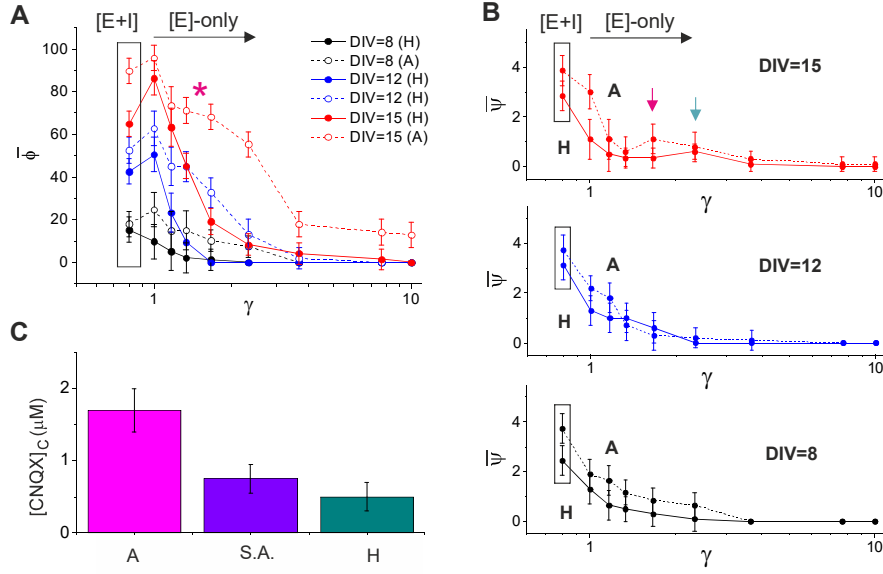 A
[E+I]
[E]-only
DIV=8 (H)
DIV=8 (A)
DIV=12 (H)
DIV=12 (H)
DIV=15 (H)
DIV=15 (A)
*
100
80
60
40
20
0
ϕ̅
1
10
γ
B
[E+I]
[E]-only
DIV=15
A
H
4
2
0
ψ̅
1
10
γ
DIV=12
A
H
4
2
0
ψ̅
1
10
γ
DIV=8
A
H
4
2
0
ψ̅
1
10
γ
C
[CNQX]C (μM)
2
1
0
A
S.A.
H